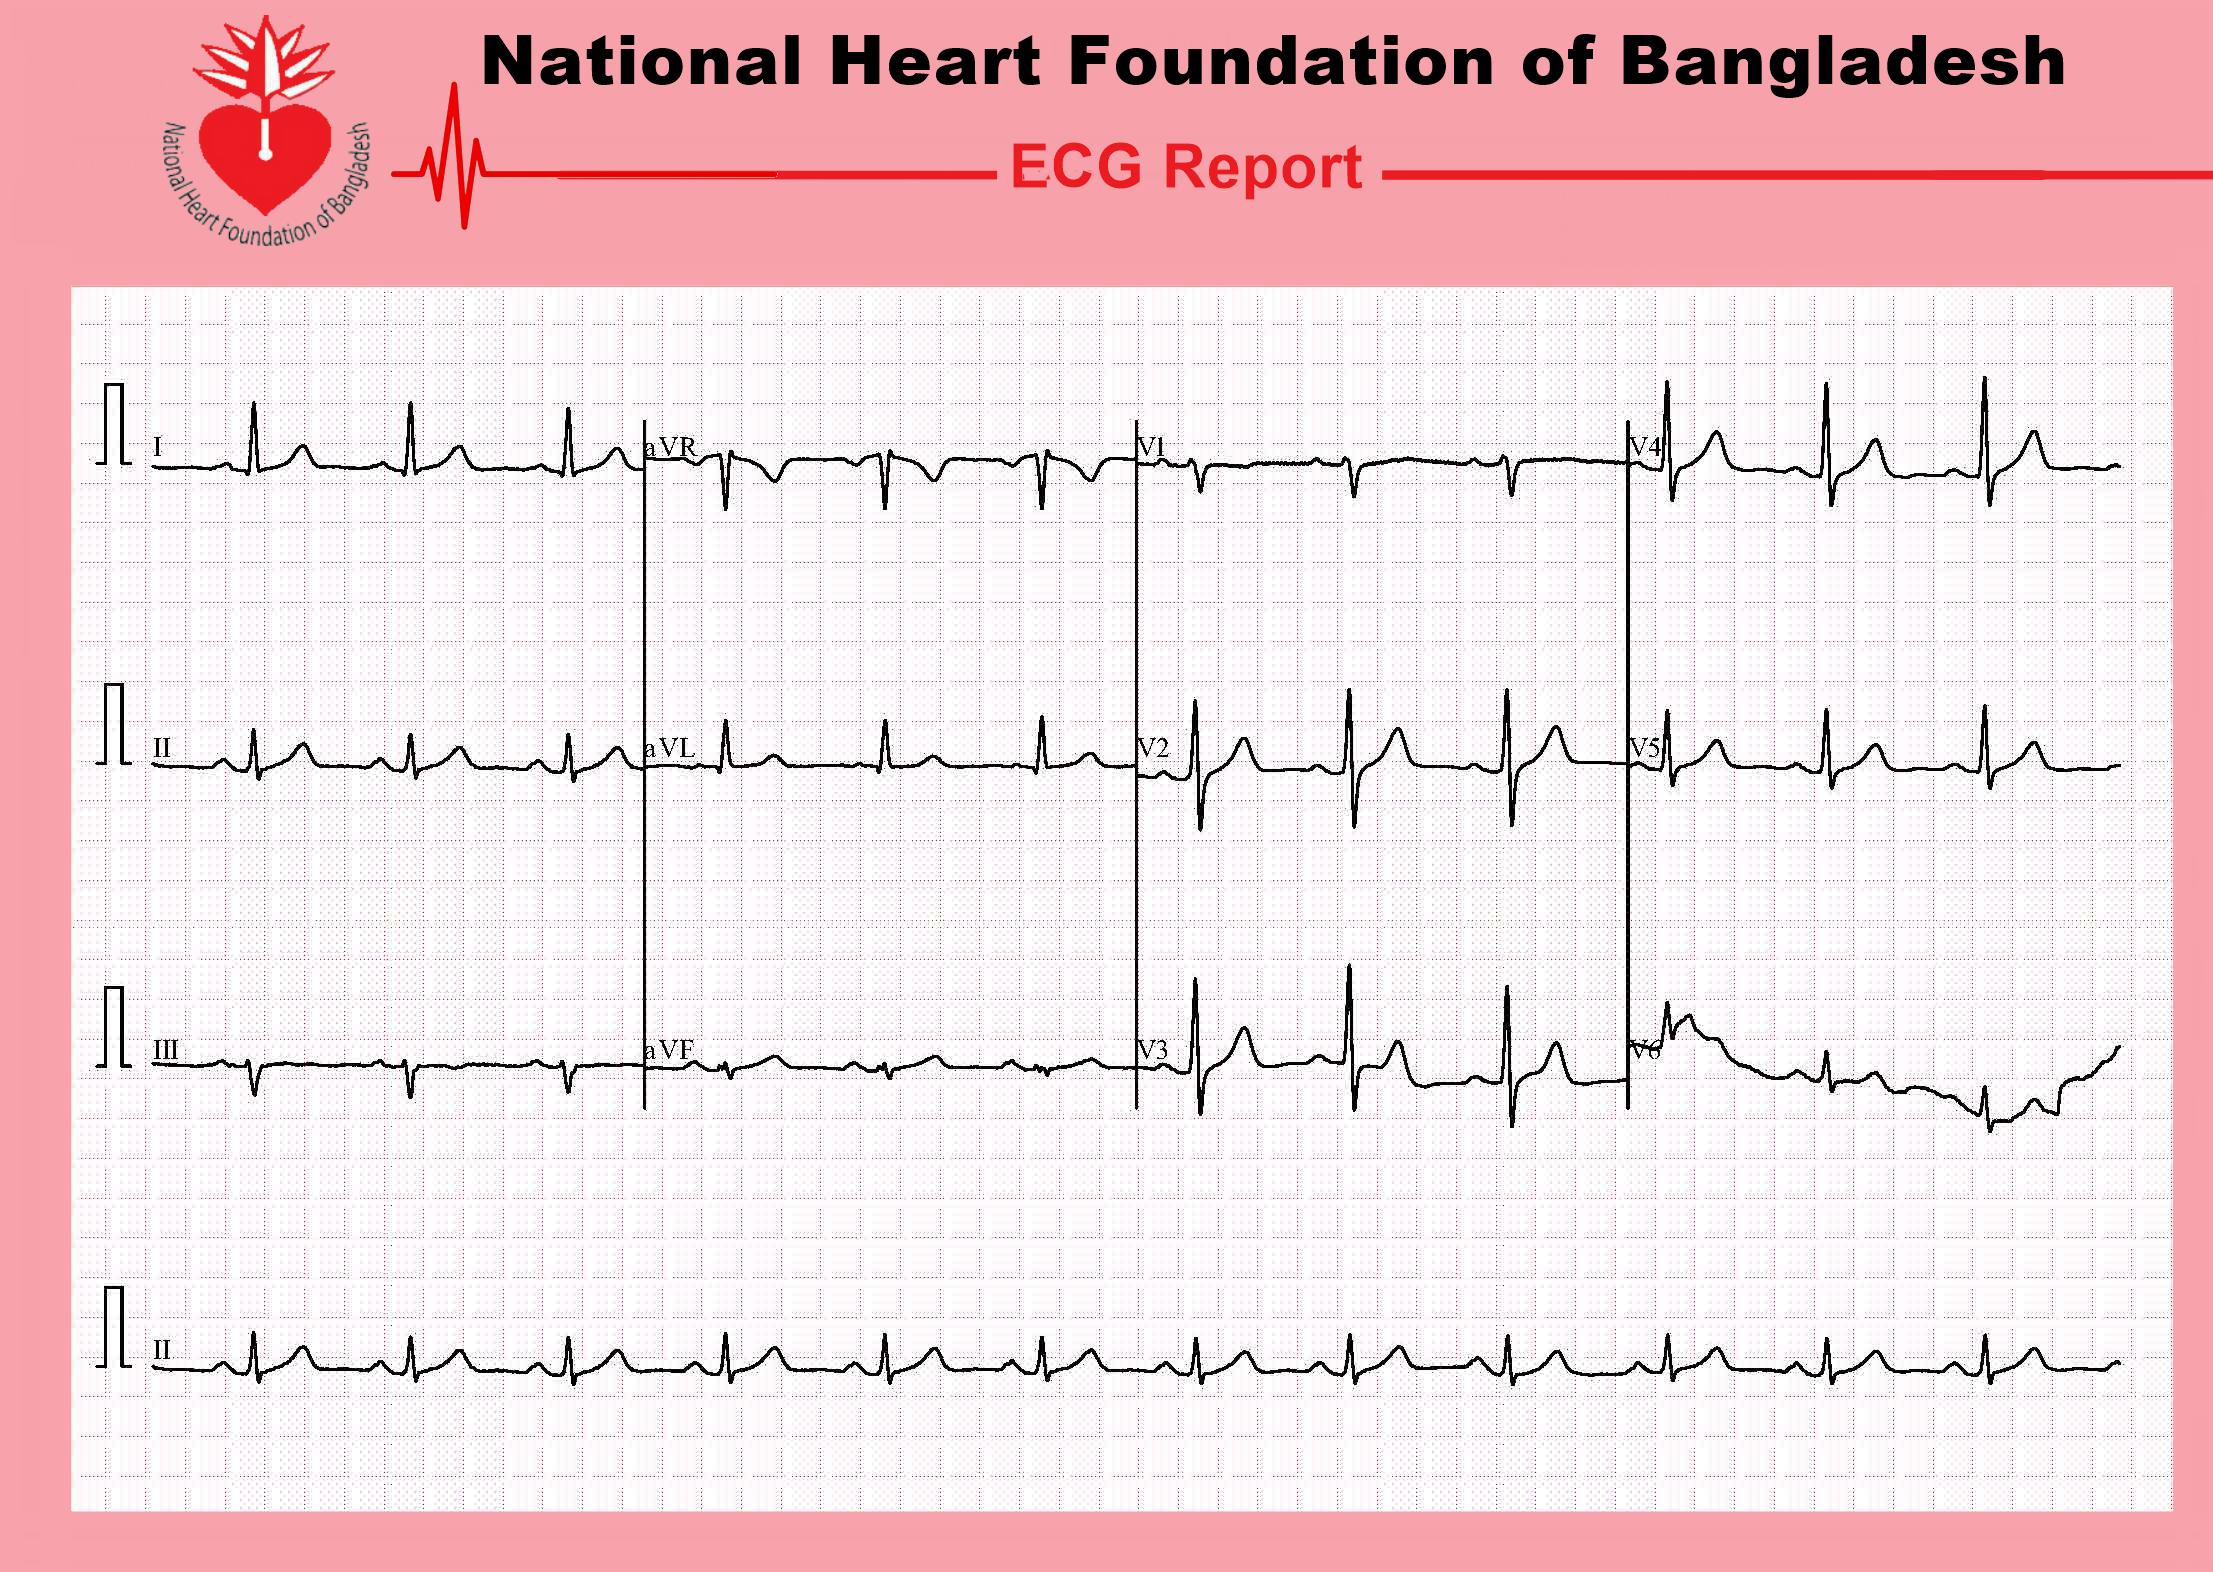 National Heart Foundation of Bangladesh
National Heart Foundation of Bangladesh
ECG Report
I aVR V1 V4
II aVL V2 V5
III aVF V3 V6
II